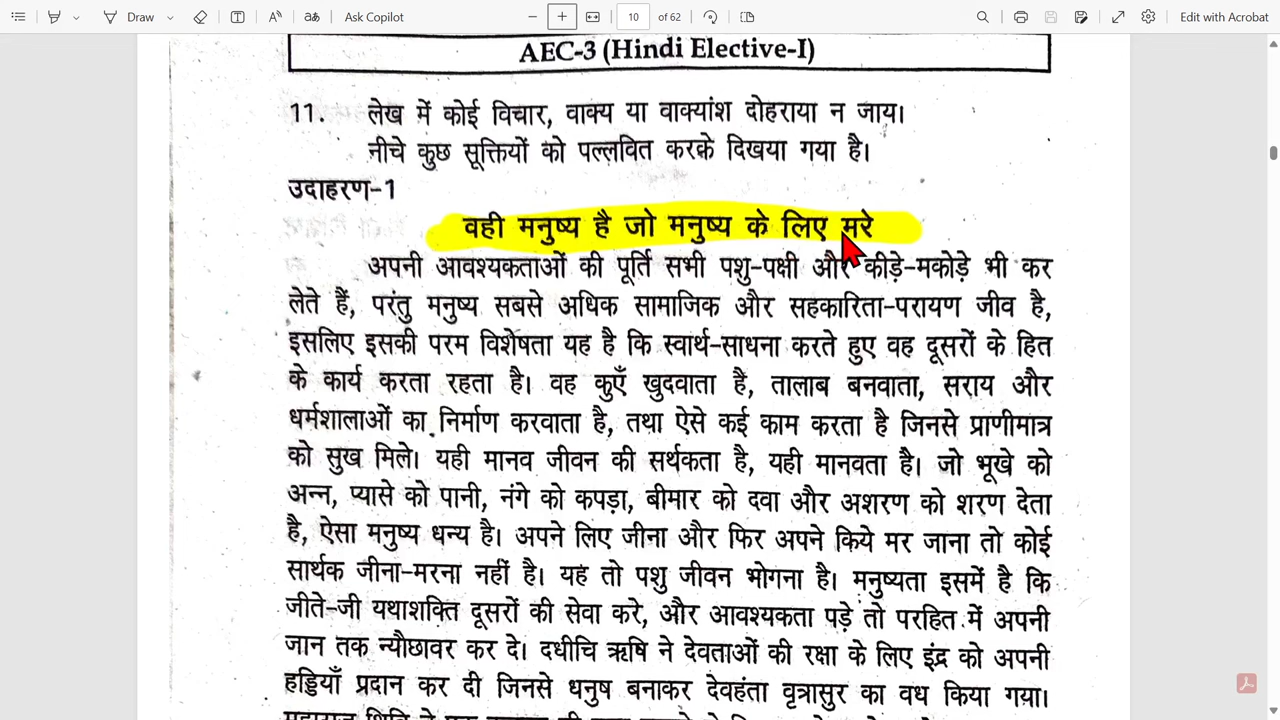 Draw
Ask Copilot
10 of 62
Edit with Acrobat
AEC-3 (Hindi Elective-I)
11. लेख में कोई विचार, वाक्य या वाक्यांश दोहराया न जाय।
नीचे कुछ सूक्तियों को पल्लवित करके दिखया गया है।
उदाहरण-1
वही मनुष्य है जो मनुष्य के लिए मरे
अपनी आवश्यकताओं की पूर्ति सभी पशु-पक्षी और कीड़े-मकोड़े भी कर
लेते हैं, परंतु मनुष्य सबसे अधिक सामाजिक और सहकारिता-परायण जीव है,
इसलिए इसकी परम विशेषता यह है कि स्वार्थ-साधना करते हुए वह दूसरों के हित
के कार्य करता रहता है। वह कुएँ खुदवाता है, तालाब बनवाता, सराय और
धर्मशालाओं का निर्माण करवाता है, तथा ऐसे कई काम करता है जिनसे प्राणीमात्र
को सुख मिले। यही मानव जीवन की सर्थकता है, यही मानवता है। जो भूखे को
अन्न, प्यासे को पानी, नंगे को कपड़ा, बीमार को दवा और अशरण को शरण देता
है, ऐसा मनुष्य धन्य है। अपने लिए जीना और फिर अपने किये मर जाना तो कोई
सार्थक जीना-मरना नहीं है। यह तो पशु जीवन भोगना है। मनुष्यता इसमें है कि
जीते-जी यथाशक्ति दूसरों की सेवा करे, और आवश्यकता पड़े तो परहित में अपनी
जान तक न्यौछावर कर दे। दधीचि ऋषि ने देवताओं की रक्षा के लिए इंद्र को अपनी
हड्डियाँ प्रदान कर दी जिनसे धनुष बनाकर देवहंता वृत्रासुर का वध किया गया।